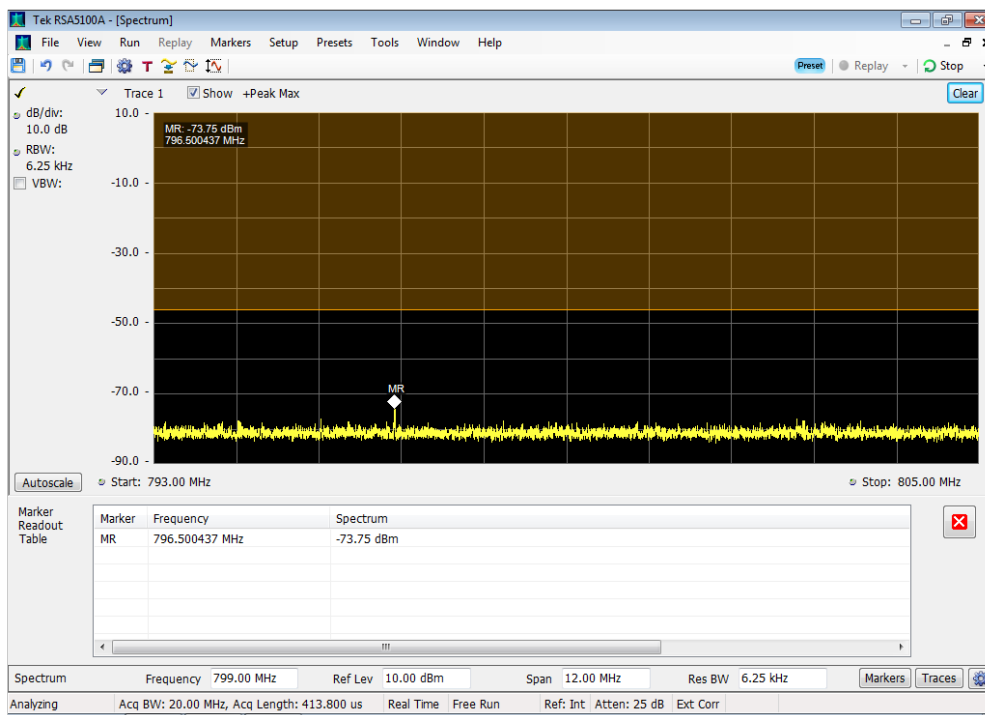 Tek RSA5100A - [Spectrum]
File View Run Replay Markers Setup Presets Tools Window Help
T Preset Replay Stop
Trace 1 Show +Peak Max Clear
dB/div:
10.0 dB
RBW:
6.25 kHz
VBW:
10.0
-10.0
-30.0
-50.0
-70.0
-90.0
MR: -73.75 dBm
796.500437 MHz
MR
Autoscale Start: 793.00 MHz Stop: 805.00 MHz
Marker
Readout
Table
Marker Frequency Spectrum
MR 796.500437 MHz -73.75 dBm
Spectrum Frequency 799.00 MHz Ref Lev 10.00 dBm Span 12.00 MHz Res BW 6.25 kHz Markers Traces
Analyzing Acq BW: 20.00 MHz, Acq Length: 413.800 us Real Time Free Run Ref: Int Atten: 25 dB Ext Corr